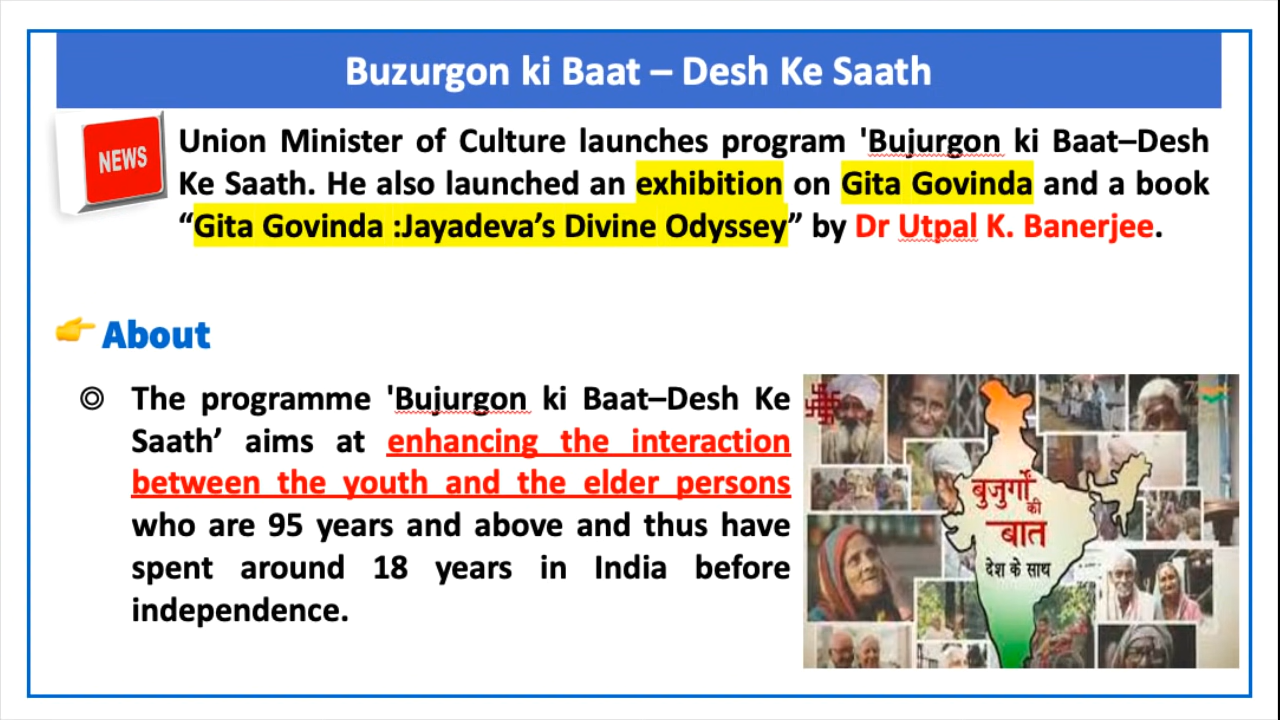 Buzurgon ki Baat – Desh Ke Saath
NEWS
Union Minister of Culture launches program 'Bujurgon ki Baat–Desh
Ke Saath. He also launched an exhibition on Gita Govinda and a book
“Gita Govinda :Jayadeva’s Divine Odyssey” by Dr Utpal K. Banerjee.
About
The programme 'Bujurgon ki Baat–Desh Ke
Saath’ aims at enhancing the interaction
between the youth and the elder persons
who are 95 years and above and thus have
spent around 18 years in India before
independence.
बुजुर्गों
की
बात
देश के साथ